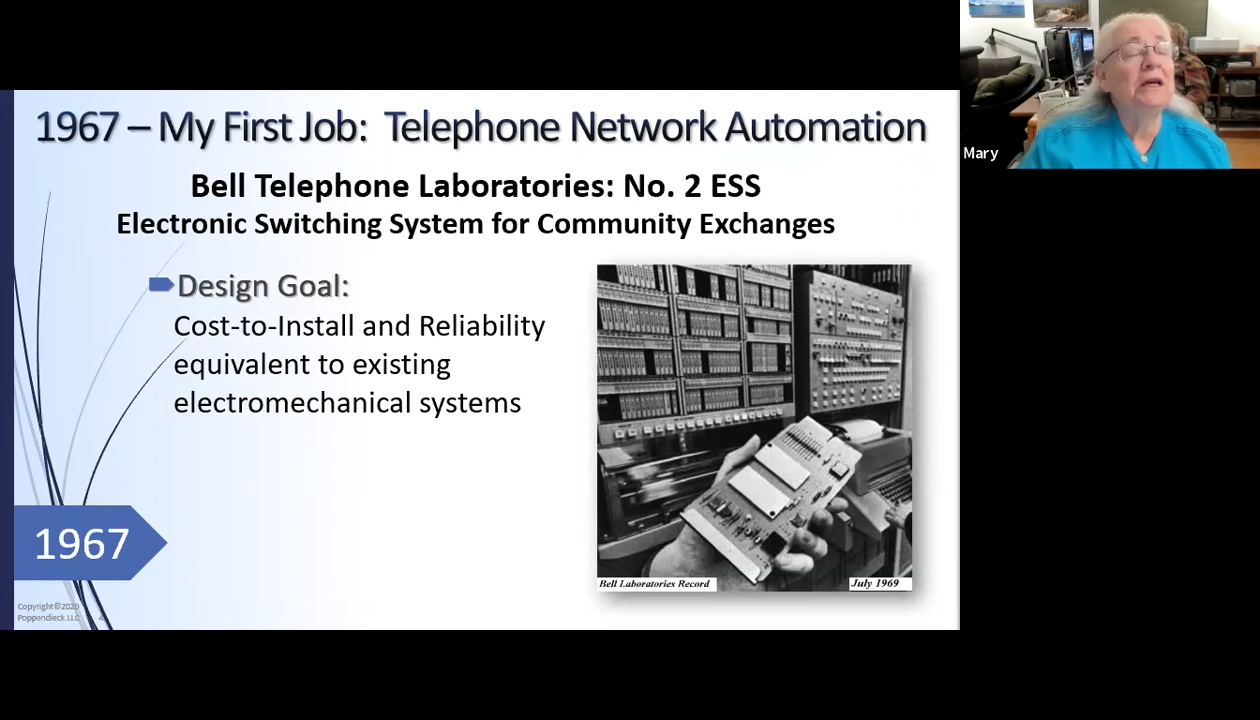 1967 – My First Job: Telephone Network Automation
Bell Telephone Laboratories: No. 2 ESS
Electronic Switching System for Community Exchanges
Design Goal:
Cost-to-Install and Reliability
equivalent to existing
electromechanical systems
1967
Bell Laboratories Record
July 1969
Copyright©2020
Poppendieck LLC 4
Mary